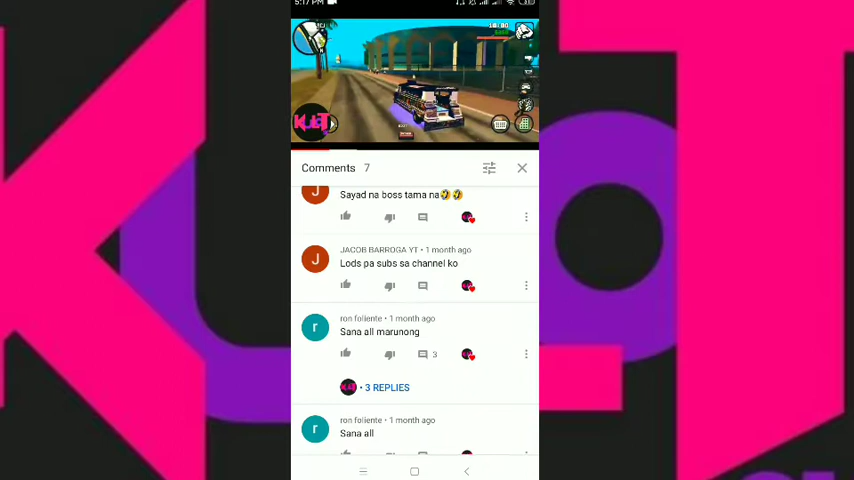 5:17 PM
KULT
Comments 7
J
Sayad na boss tama na🤣🤣
JACOB BARROGA YT • 1 month ago
J
Lods pa subs sa channel ko
ron foliente • 1 month ago
r
Sana all marunong
3
• 3 REPLIES
ron foliente • 1 month ago
r
Sana all